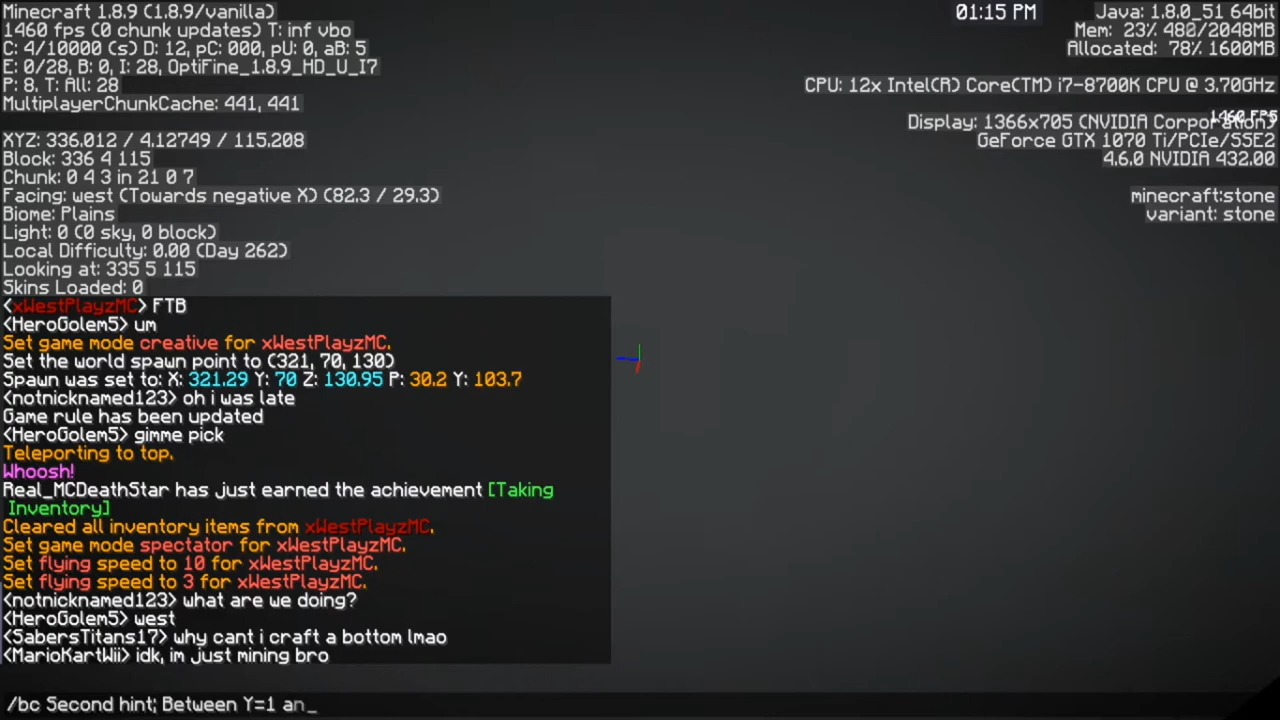 Minecraft 1.8.9 (1.8.9/vanilla)
1460 fps (0 chunk updates) T: inf vbo
C: 4/10000 (s) D: 12, pC: 000, pU: 0, aB: 5
E: 0/28, B: 0, I: 28, OptiFine_1.8.9_HD_U_I7
P: 8. T: All: 28
MultiplayerChunkCache: 441, 441
XYZ: 336.012 / 4.12749 / 115.208
Block: 336 4 115
Chunk: 0 4 3 in 21 0 7
Facing: west (Towards negative X) (82.3 / 29.3)
Biome: Plains
Light: 0 (0 sky, 0 block)
Local Difficulty: 0.00 (Day 262)
Looking at: 335 5 115
Skins Loaded: 0
01:15 PM
Java: 1.8.0_51 64bit
Mem: 23% 480/2048MB
Allocated: 78% 1600MB
CPU: 12x Intel(R) Core(TM) i7-8700K CPU @ 3.70GHz
1460 FPS
Display: 1366x705 (NVIDIA Corporation)
GeForce GTX 1070 Ti/PCIe/SSE2
4.6.0 NVIDIA 432.00
minecraft:stone
variant: stone
<xWestPlayzMC> FTB
<HeroGolem5> um
Set game mode creative for xWestPlayzMC.
Set the world spawn point to (321, 70, 130)
Spawn was set to: X: 321.29 Y: 70 Z: 130.95 P: 30.2 Y: 103.7
<notnicknamed123> oh i was late
Game rule has been updated
<HeroGolem5> gimme pick
Teleporting to top.
Whoosh!
Real_MCDeathStar has just earned the achievement [Taking
Inventory]
Cleared all inventory items from xWestPlayzMC.
Set game mode spectator for xWestPlayzMC.
Set flying speed to 10 for xWestPlayzMC.
Set flying speed to 3 for xWestPlayzMC.
<notnicknamed123> what are we doing?
<HeroGolem5> west
<SabersTitans17> why cant i craft a bottom lmao
<MarioKartWii> idk, im just mining bro
/bc Second hint; Between Y=1 an_